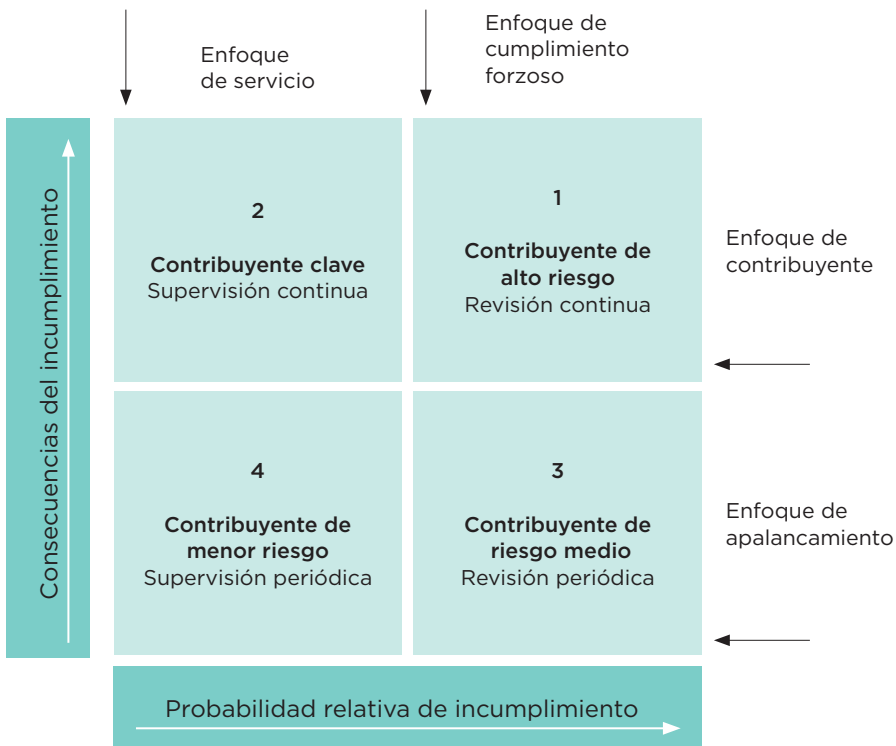 Enfoque
de servicio
Enfoque
de cumplimiento
forzoso
Consecuencias del incumplimiento
2
Contribuyente clave
Supervisión continua
1
Contribuyente de
alto riesgo
Revisión continua
Enfoque de
contribuyente
4
Contribuyente de
menor riesgo
Supervisión periódica
3
Contribuyente de
riesgo medio
Revisión periódica
Enfoque de
apalancamiento
Probabilidad relativa de incumplimiento